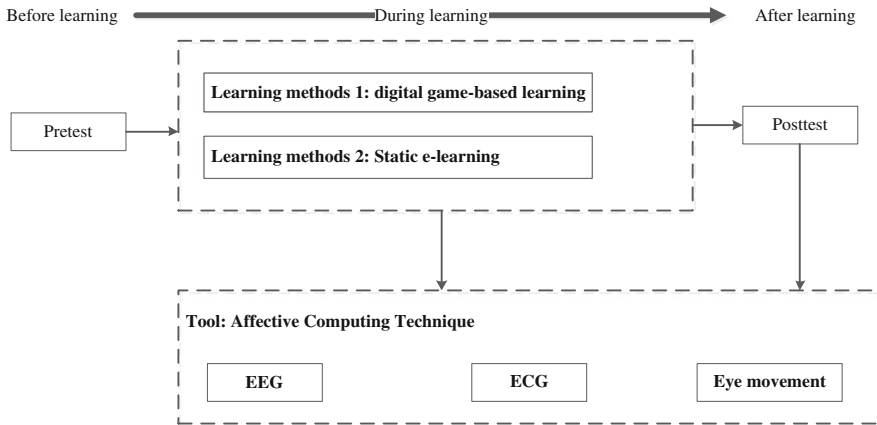 Before learning During learning After learning
Learning methods 1: digital game-based learning
Pretest
Posttest
Learning methods 2: Static e-learning
Tool: Affective Computing Technique
EEG ECG Eye movement